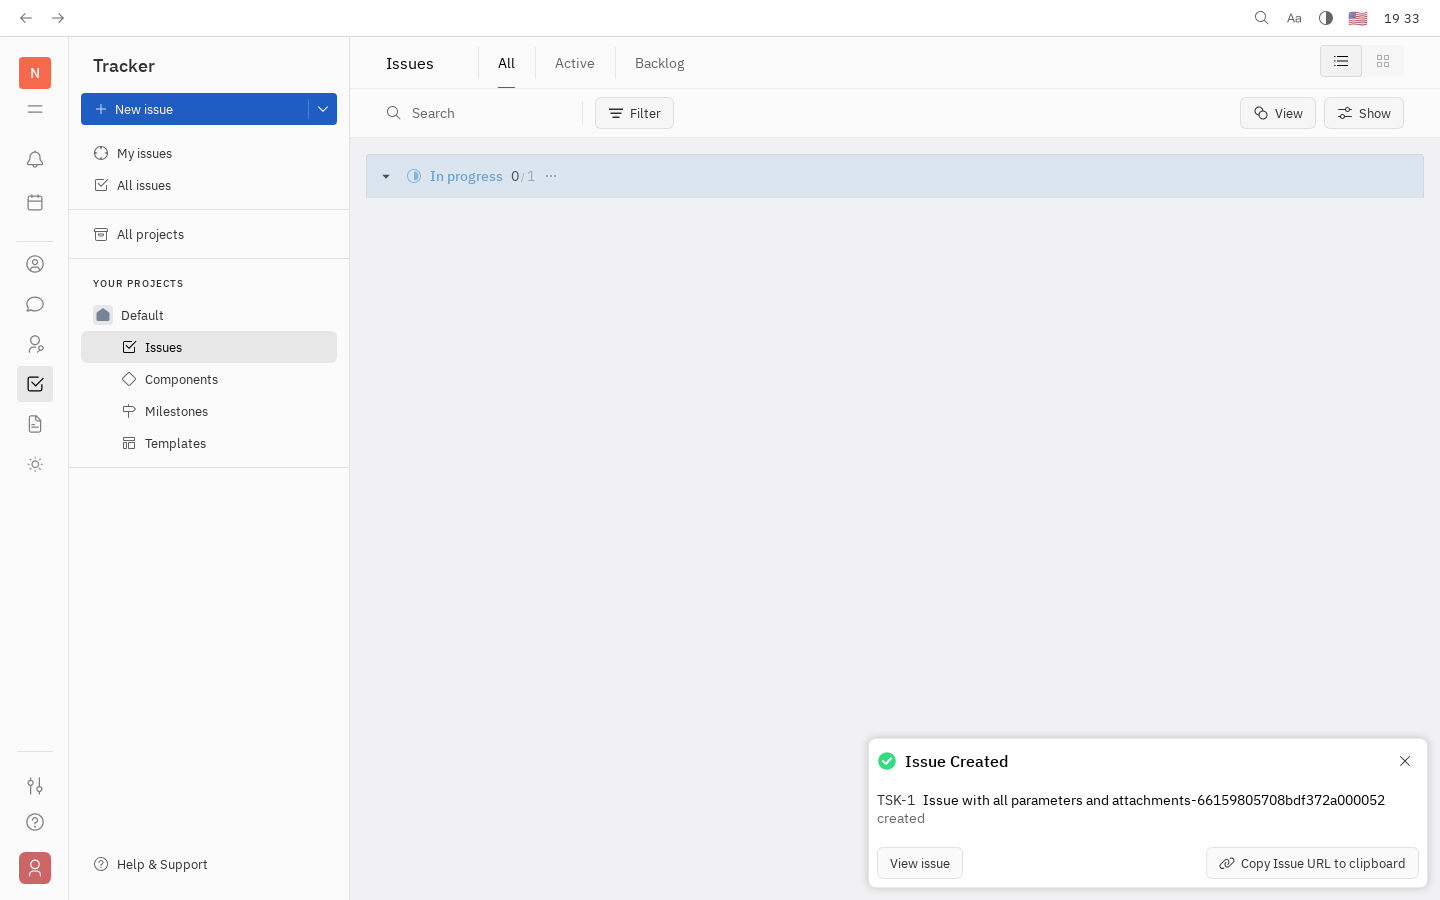 Aa
19 33
N
Tracker
New issue
My issues
All issues
All projects
YOUR PROJECTS
Default
Issues
Components
Milestones
Templates
Help & Support
Issues
All
Active
Backlog
Search
Filter
View
Show
In progress 0/1 ···
Issue Created
TSK-1 Issue with all parameters and attachments-66159805708bdf372a000052
created
View issue
Copy Issue URL to clipboard